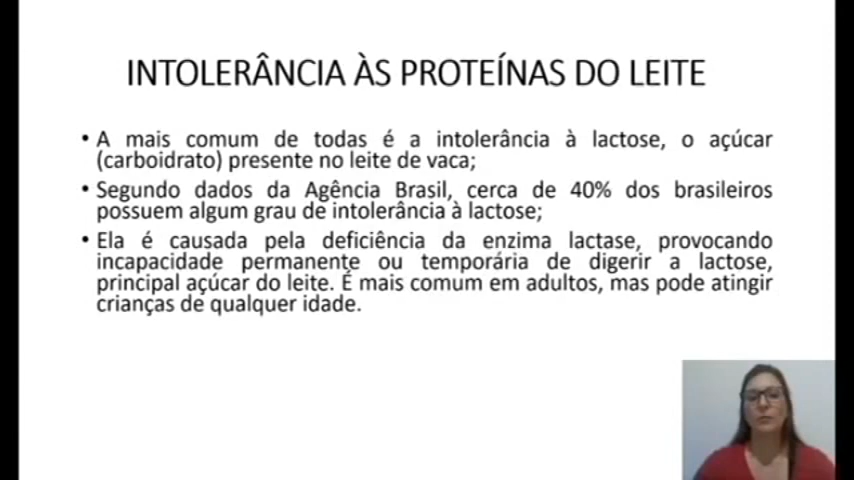 INTOLERÂNCIA ÀS PROTEÍNAS DO LEITE
• A mais comum de todas é a intolerância à lactose, o açúcar
(carboidrato) presente no leite de vaca;
• Segundo dados da Agência Brasil, cerca de 40% dos brasileiros
possuem algum grau de intolerância à lactose;
• Ela é causada pela deficiência da enzima lactase, provocando
incapacidade permanente ou temporária de digerir a lactose,
principal açúcar do leite. É mais comum em adultos, mas pode atingir
crianças de qualquer idade.